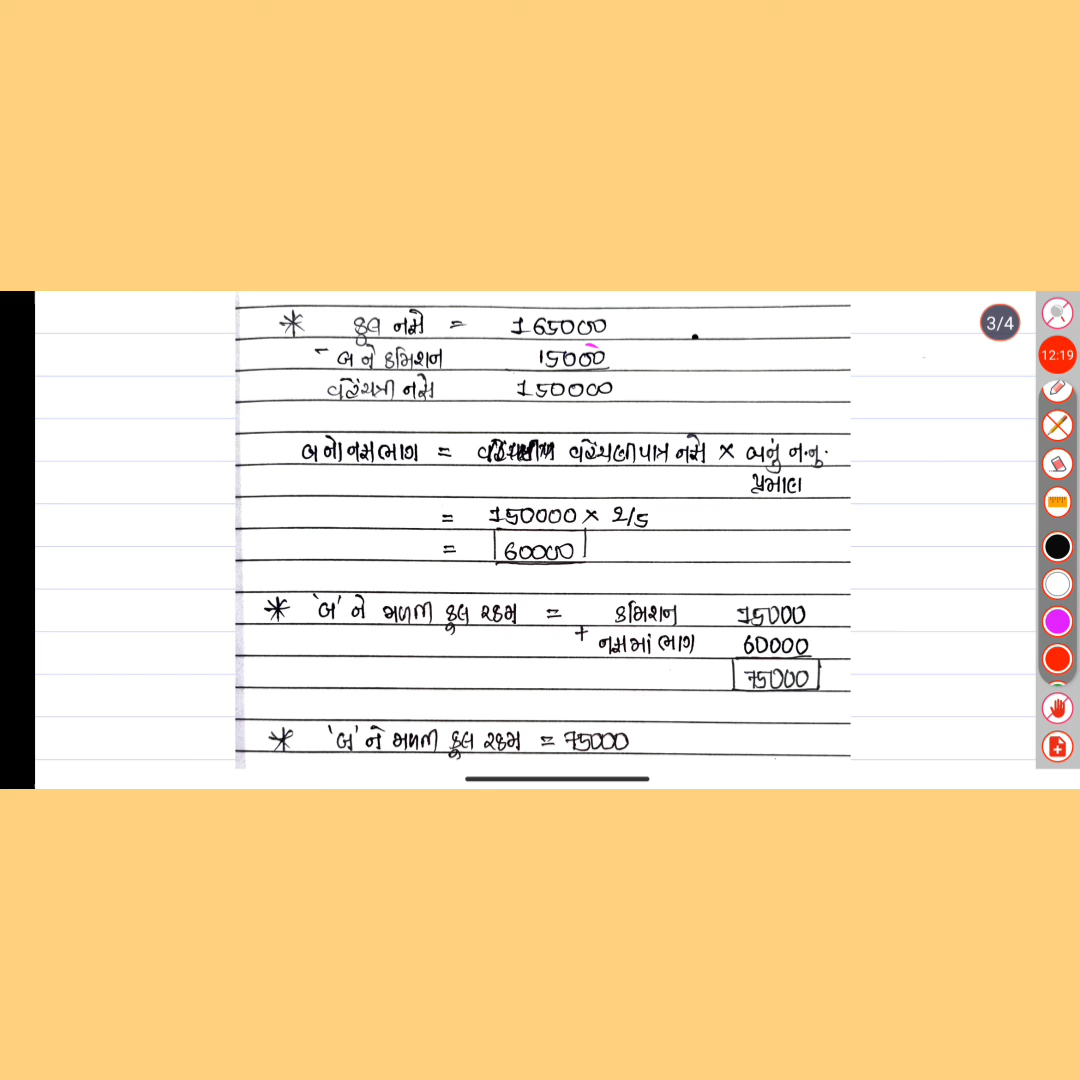 3/4
12:19
* કુલ નફો = 165000
- બ ને કમિશન 15000
વહેંચણી નફો 150000
બ નો નફામાં ભાગ = વહેંચણીપાત્ર નફો × બનું ન.નુ.
પ્રમાણ
= 150000 × 2/5
= 60000
* 'બ' ને મળતી કુલ રકમ = કમિશન 15000
+ નફામાં ભાગ 60000
75000
* 'બ' ને મળતી કુલ રકમ = 75000